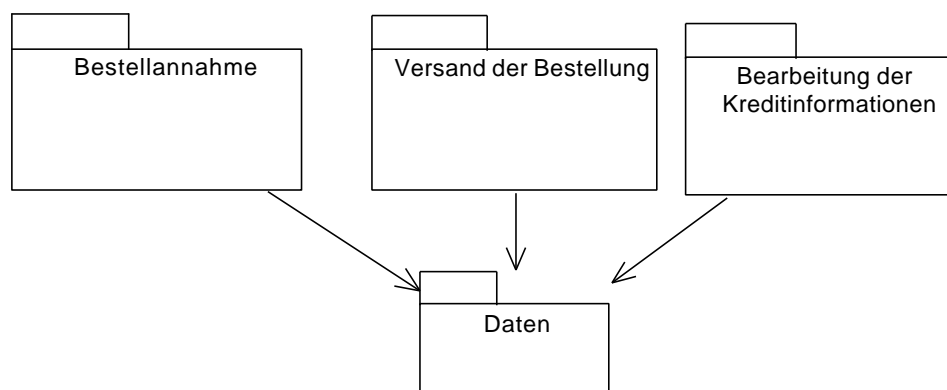 Bestellannahme
Versand der Bestellung
Bearbeitung der
Kreditinformationen
Daten